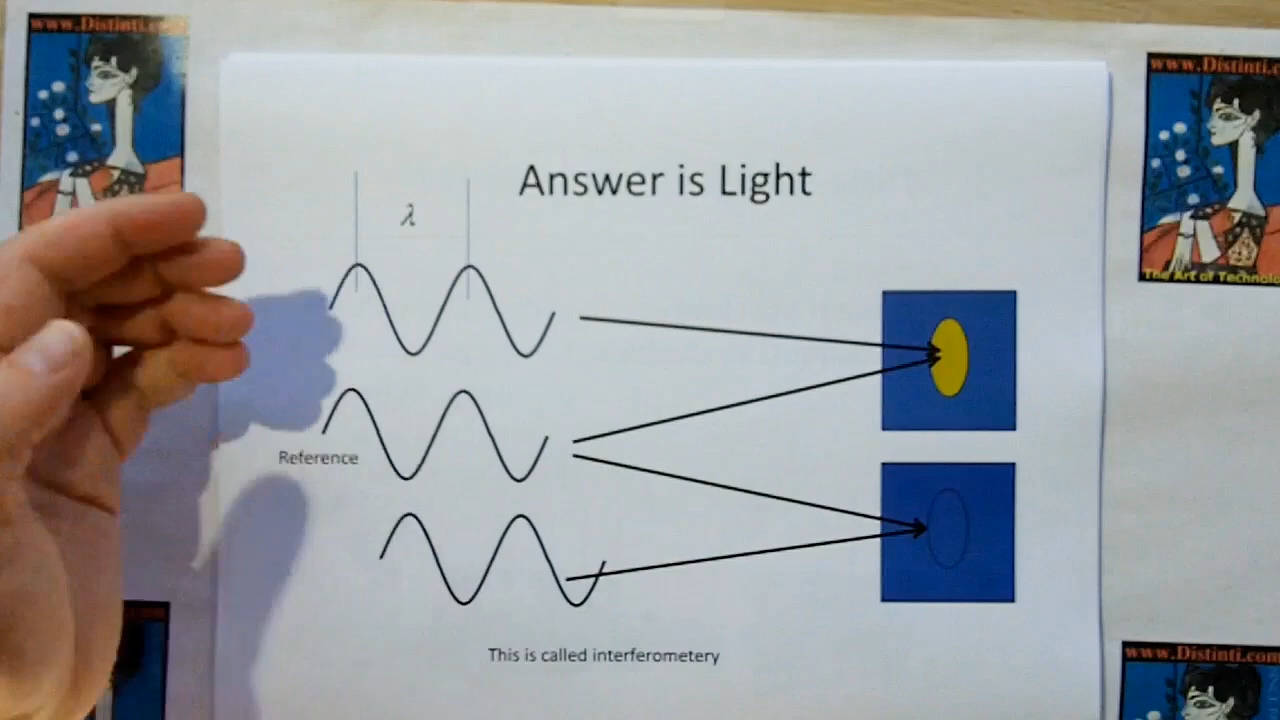 www.Distinti.com
www.Distinti.c
Answer is Light
λ
The Art of Technolo
Reference
This is called interferometery
www.Distinti.com